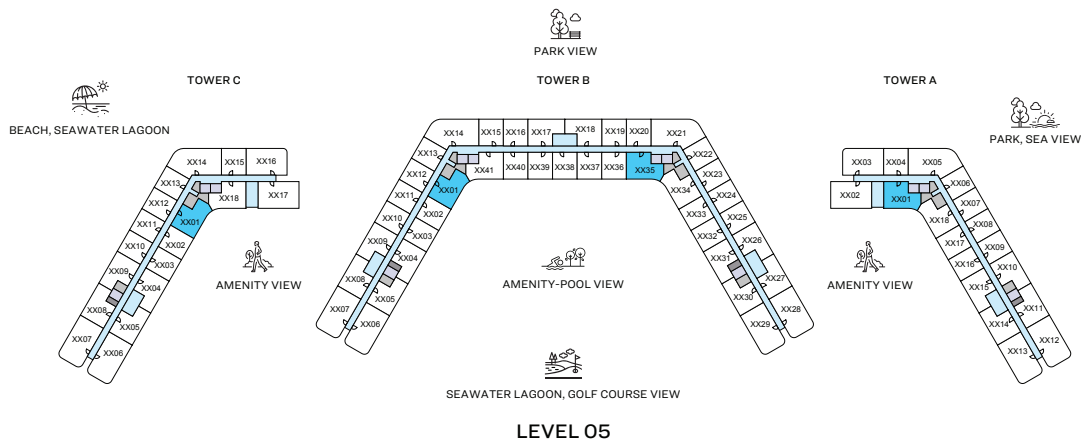 PARK VIEW
TOWER C
TOWER B
TOWER A
BEACH, SEAWATER LAGOON
PARK, SEA VIEW
XX14
XX15
XX16
XX13
XX12
XX11
XX10
XX09
XX08
XX07
XX17
XX18
XX01
XX02
XX03
XX04
XX05
XX06
XX14
XX15
XX16
XX17
XX18
XX19
XX20
XX21
XX13
XX12
XX11
XX10
XX09
XX08
XX07
XX41
XX40
XX39
XX38
XX37
XX36
XX35
XX01
XX02
XX04
XX05
XX06
XX22
XX23
XX24
XX25
XX26
XX27
XX28
XX34
XX33
XX32
XX31
XX30
XX29
XX03
XX04
XX05
XX02
XX01
XX06
XX07
XX08
XX09
XX10
XX11
XX12
XX18
XX17
XX16
XX15
XX14
XX13
AMENITY VIEW
AMENITY-POOL VIEW
AMENITY VIEW
SEAWATER LAGOON, GOLF COURSE VIEW
LEVEL 05